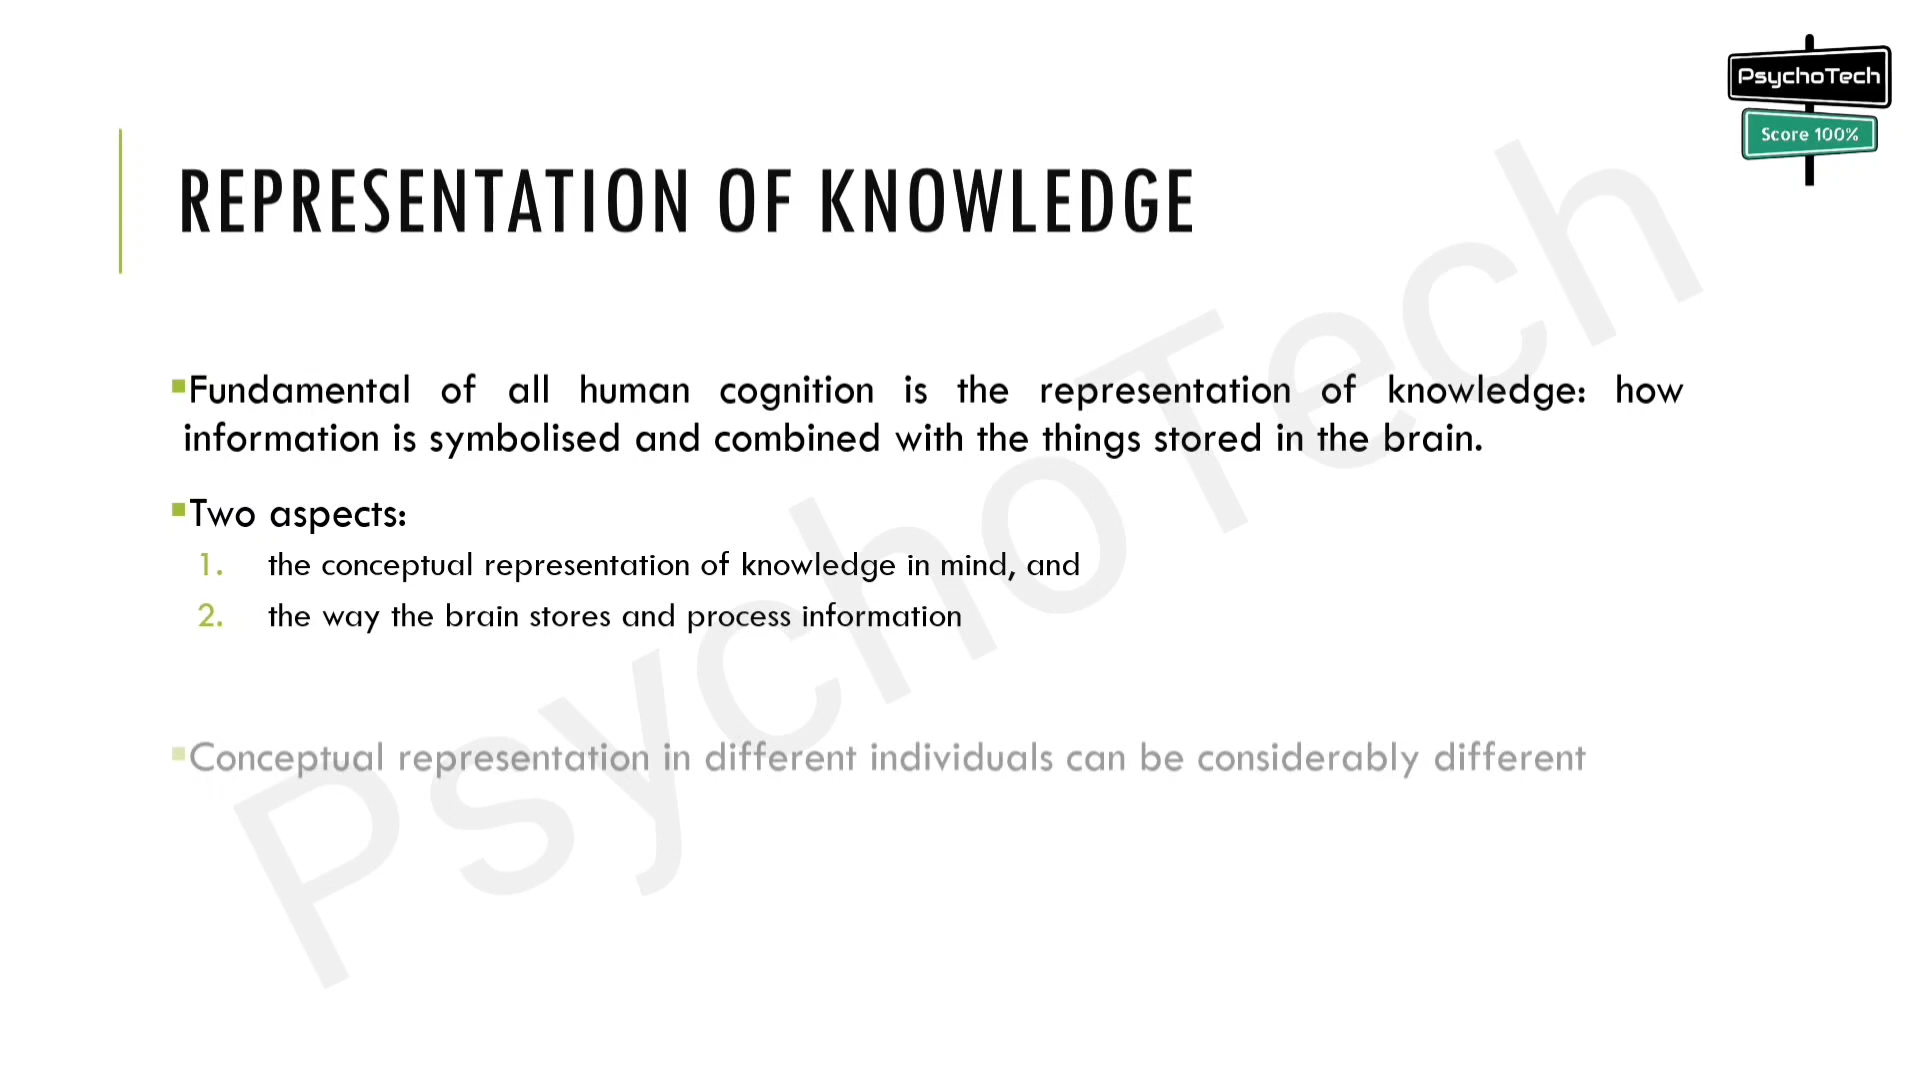 PsychoTech
Score 100%
REPRESENTATION OF KNOWLEDGE
▪Fundamental of all human cognition is the representation of knowledge: how
information is symbolised and combined with the things stored in the brain.
▪Two aspects:
1. the conceptual representation of knowledge in mind, and
2. the way the brain stores and process information
▪Conceptual representation in different individuals can be considerably different
PsychoTech